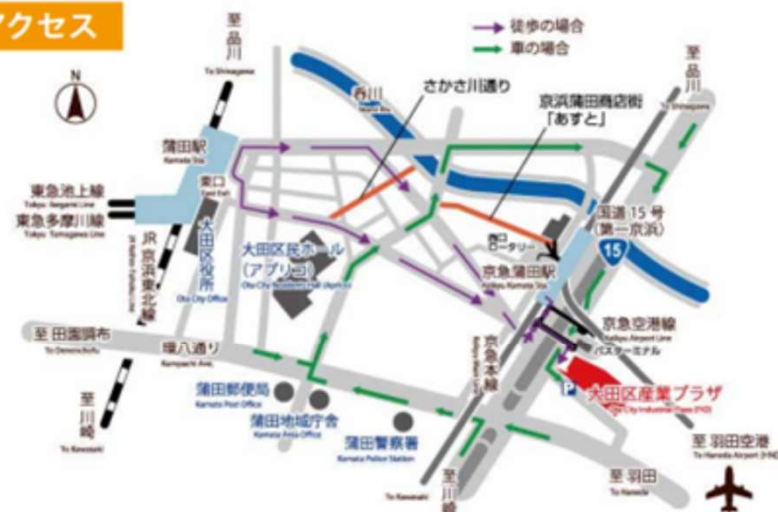 アクセス
徒歩の場合
車の場合
N
至品川
To Shinagawa
呑川
さかさ川通り
京浜蒲田商店街
「あすと」
至品川
To Shinagawa
蒲田駅
Kamata Sta.
東口
East Exit
東急池上線
Tokyu Ikegami Line
東急多摩川線
Tokyu Tamagawa Line
大田区役所
Ota City Office
大田区民ホール
(アプリコ)
JR京浜東北線
西口
ロータリー
京急蒲田駅
Keikyu Kamata Sta.
国道15号
(第一京浜)
15
京急空港線
Keikyu Airport Line
バスターミナル
至 田園調布
To Denenchofu
環八通り
Kampachi Ave.
京急本線
P
大田区産業プラザ
蒲田郵便局
Kamata Post Office
蒲田地域庁舎
Kamata Area Office
蒲田警察署
Kamata Police Station
至川崎
To Kawasaki
至川崎
To Kawasaki
至 羽田
To Haneda
至 羽田空港